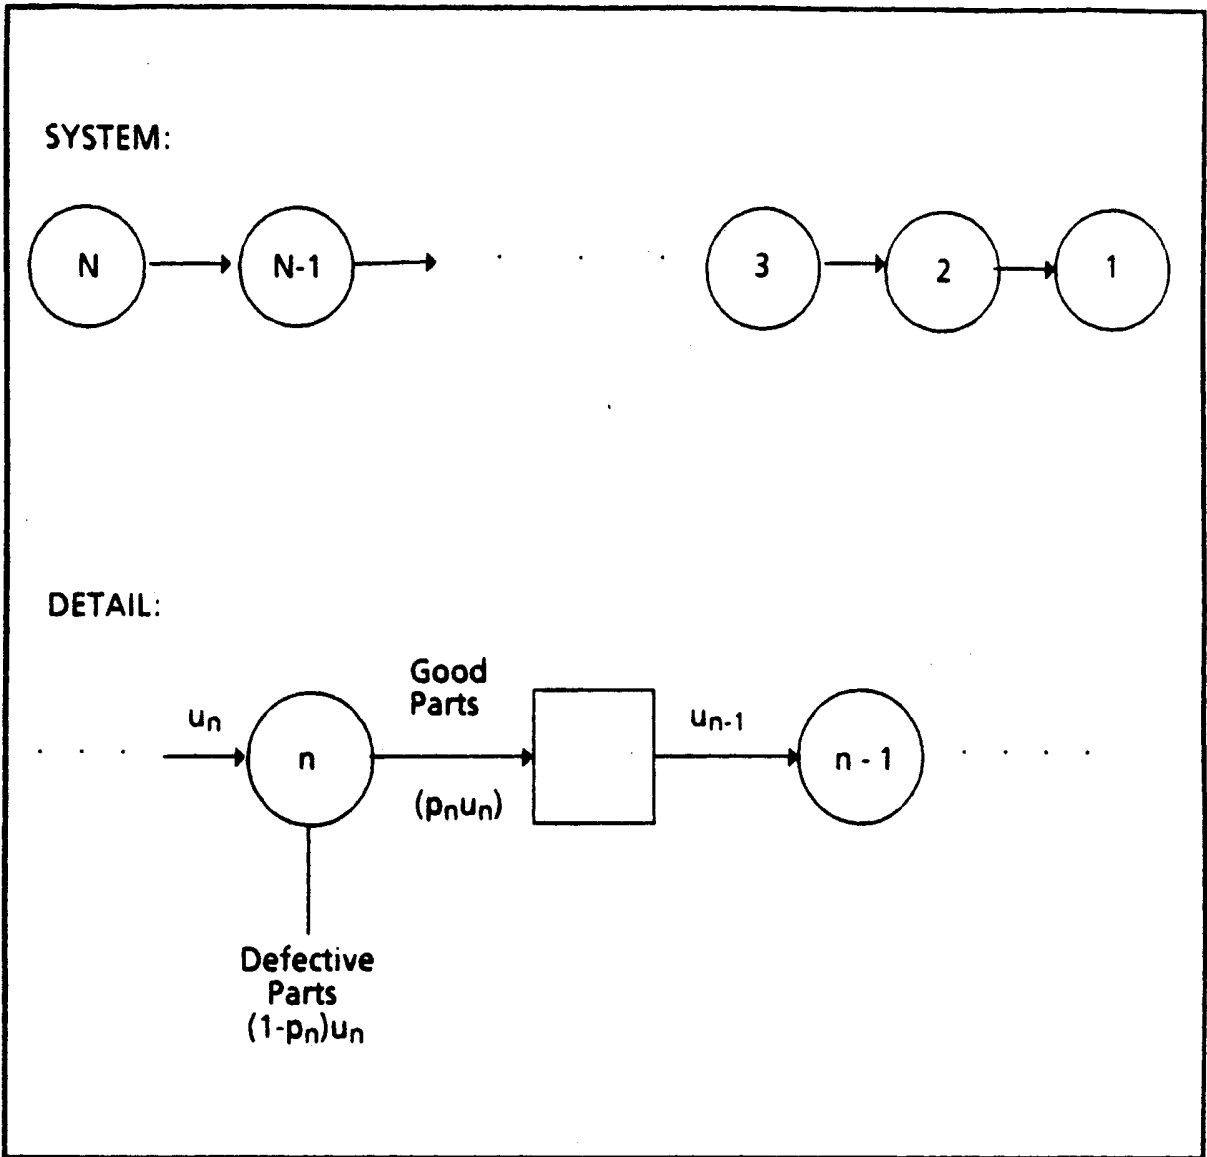 SYSTEM:
N
N-1
3
2
1
DETAIL:
Good
Parts
uₙ
uₙ₋₁
n
n - 1
(pₙuₙ)
Defective
Parts
(1-pₙ)uₙ